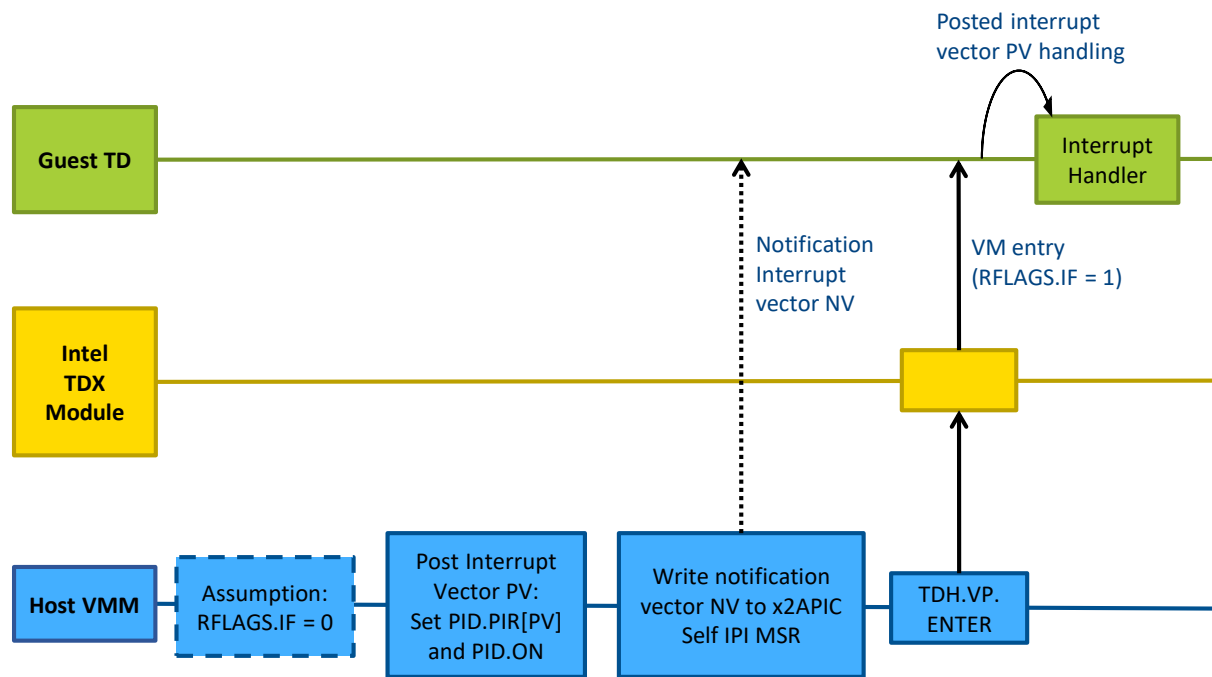 Posted interrupt
vector PV handling
Guest TD
Interrupt
Handler
Notification
Interrupt
vector NV
VM entry
(RFLAGS.IF = 1)
Intel
TDX
Module
Host VMM
Assumption:
RFLAGS.IF = 0
Post Interrupt
Vector PV:
Set PID.PIR[PV]
and PID.ON
Write notification
vector NV to x2APIC
Self IPI MSR
TDH.VP.
ENTER